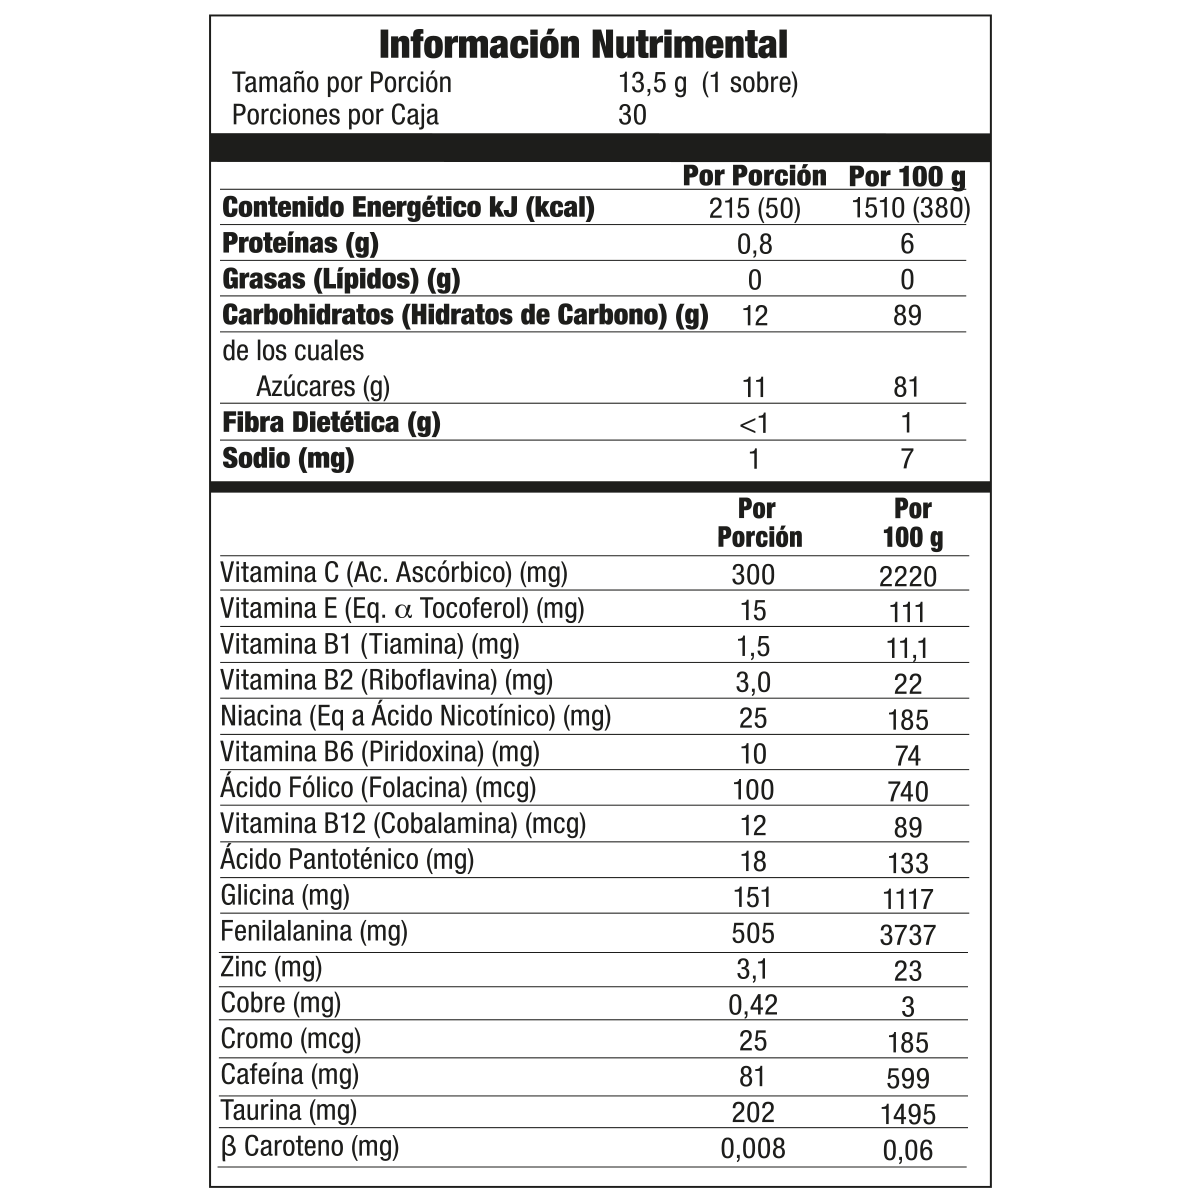 Información Nutrimental
Tamaño por Porción 13,5 g (1 sobre)
Porciones por Caja 30
Por Porción Por 100 g
Contenido Energético kJ (kcal) 215 (50) 1510 (380)
Proteínas (g) 0,8 6
Grasas (Lípidos) (g) 0 0
Carbohidratos (Hidratos de Carbono) (g) 12 89
de los cuales
Azúcares (g) 11 81
Fibra Dietética (g) <1 1
Sodio (mg) 1 7
Por Por
Porción 100 g
Vitamina C (Ac. Ascórbico) (mg) 300 2220
Vitamina E (Eq. α Tocoferol) (mg) 15 111
Vitamina B1 (Tiamina) (mg) 1,5 11,1
Vitamina B2 (Riboflavina) (mg) 3,0 22
Niacina (Eq a Ácido Nicotínico) (mg) 25 185
Vitamina B6 (Piridoxina) (mg) 10 74
Ácido Fólico (Folacina) (mcg) 100 740
Vitamina B12 (Cobalamina) (mcg) 12 89
Ácido Pantoténico (mg) 18 133
Glicina (mg) 151 1117
Fenilalanina (mg) 505 3737
Zinc (mg) 3,1 23
Cobre (mg) 0,42 3
Cromo (mcg) 25 185
Cafeína (mg) 81 599
Taurina (mg) 202 1495
β Caroteno (mg) 0,008 0,06